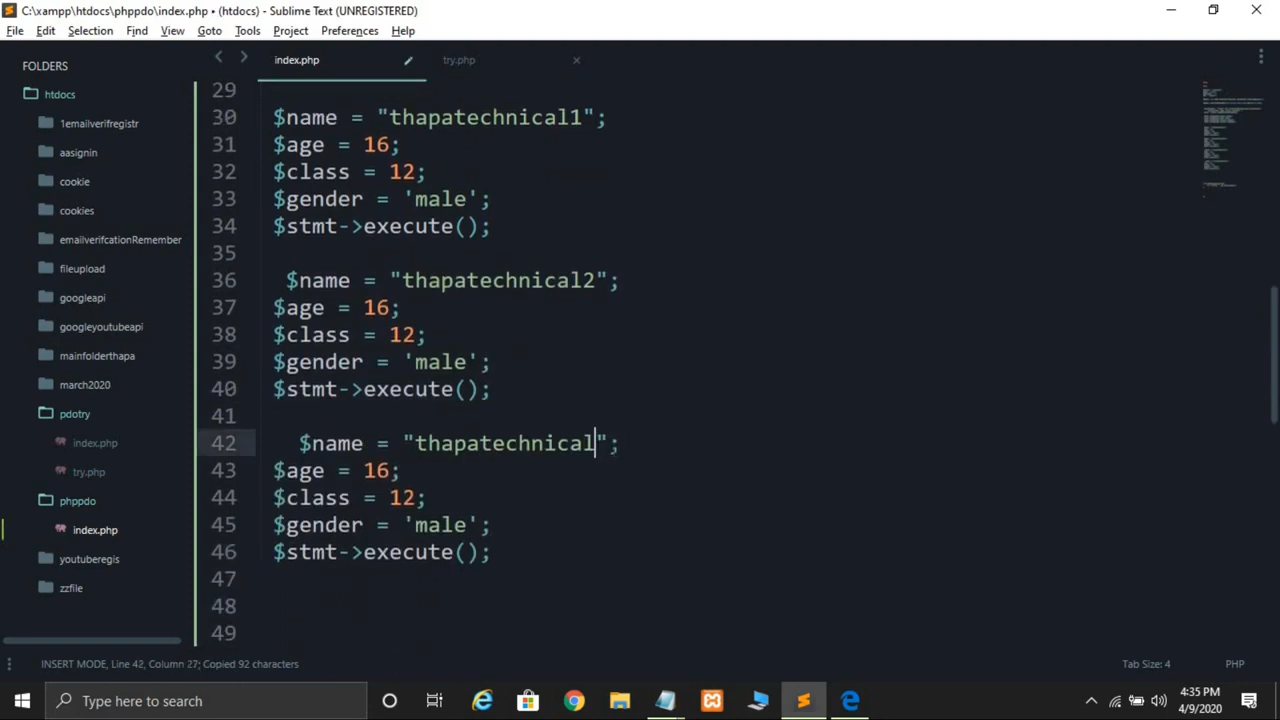 C:\xampp\htdocs\phppdo\index.php • (htdocs) - Sublime Text (UNREGISTERED)
File Edit Selection Find View Goto Tools Project Preferences Help
FOLDERS
htdocs
1emailverifregistr
aasignin
cookie
cookies
emailverifcationRemember
fileupload
googleapi
googleyoutubeapi
mainfolderthapa
march2020
pdotry
index.php
try.php
phppdo
index.php
youtuberegis
zzfile
index.php try.php
29
30 $name = "thapatechnical1";
31 $age = 16;
32 $class = 12;
33 $gender = 'male';
34 $stmt->execute();
35
36 $name = "thapatechnical2";
37 $age = 16;
38 $class = 12;
39 $gender = 'male';
40 $stmt->execute();
41
42 $name = "thapatechnical";
43 $age = 16;
44 $class = 12;
45 $gender = 'male';
46 $stmt->execute();
47
48
49
INSERT MODE, Line 42, Column 27; Copied 92 characters Tab Size: 4 PHP
Type here to search
4:35 PM
4/9/2020